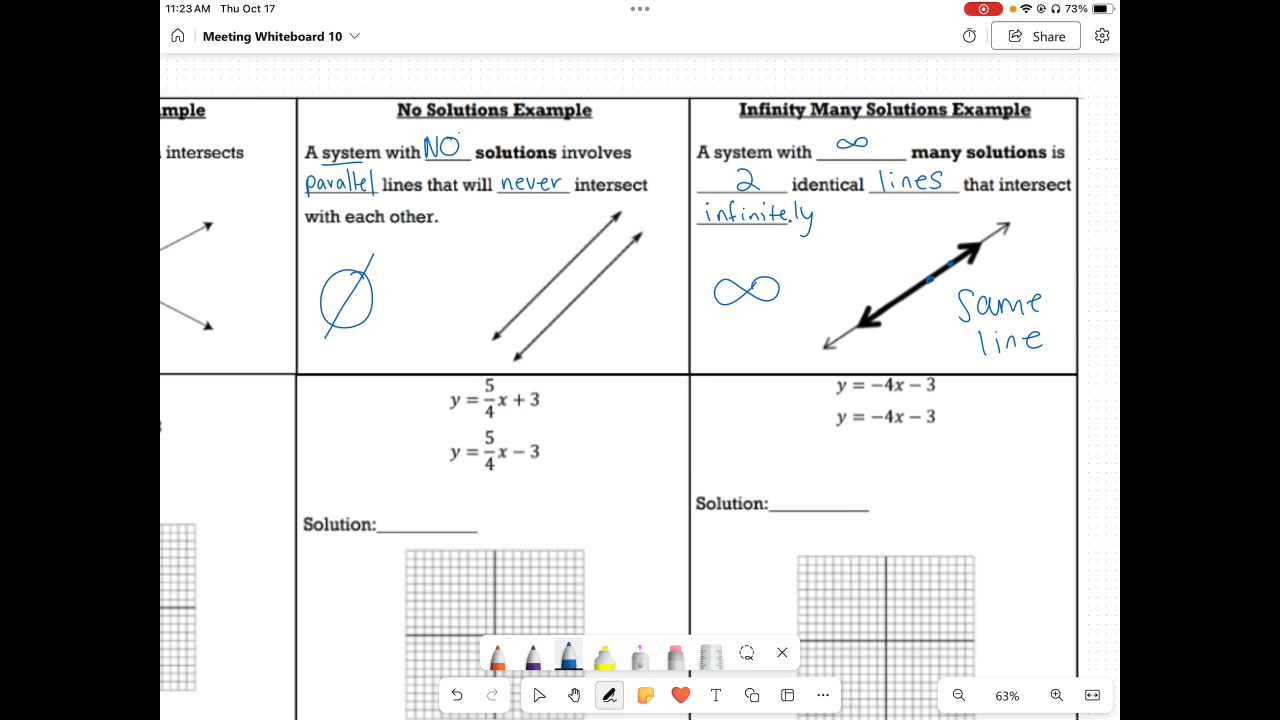 11:23 AM Thu Oct 17
73%
Meeting Whiteboard 10
Share
mple
intersects
No Solutions Example
A system with NO solutions involves
parallel lines that will never intersect
with each other.
∅
Infinity Many Solutions Example
A system with ∞ many solutions is
2 identical lines that intersect
infinitely.
∞
same
line
y = 5/4 x + 3
y = 5/4 x − 3
Solution:
y = −4x − 3
y = −4x − 3
Solution:
T
63%